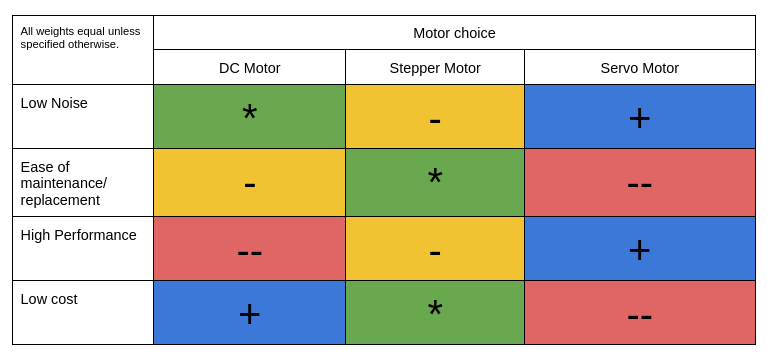 All weights equal unless
specified otherwise.
Motor choice
DC Motor
Stepper Motor
Servo Motor
Low Noise
*
-
+
Ease of
maintenance/
replacement
-
*
--
High Performance
--
-
+
Low cost
+
*
--